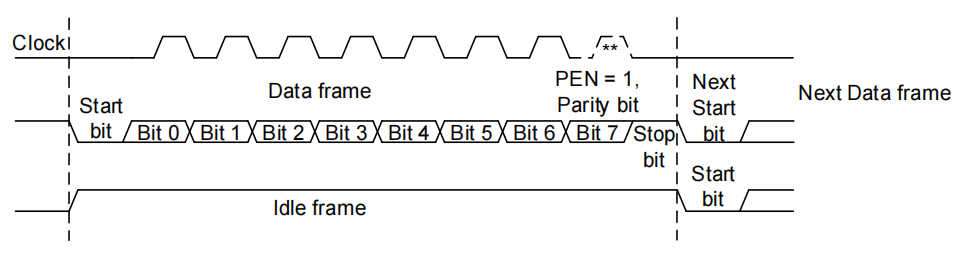 Clock
**
Data frame
PEN = 1,
Parity bit
Next
Start
bit
Next Data frame
Start
bit
Bit 0
Bit 1
Bit 2
Bit 3
Bit 4
Bit 5
Bit 6
Bit 7
Stop
bit
Start
bit
Idle frame